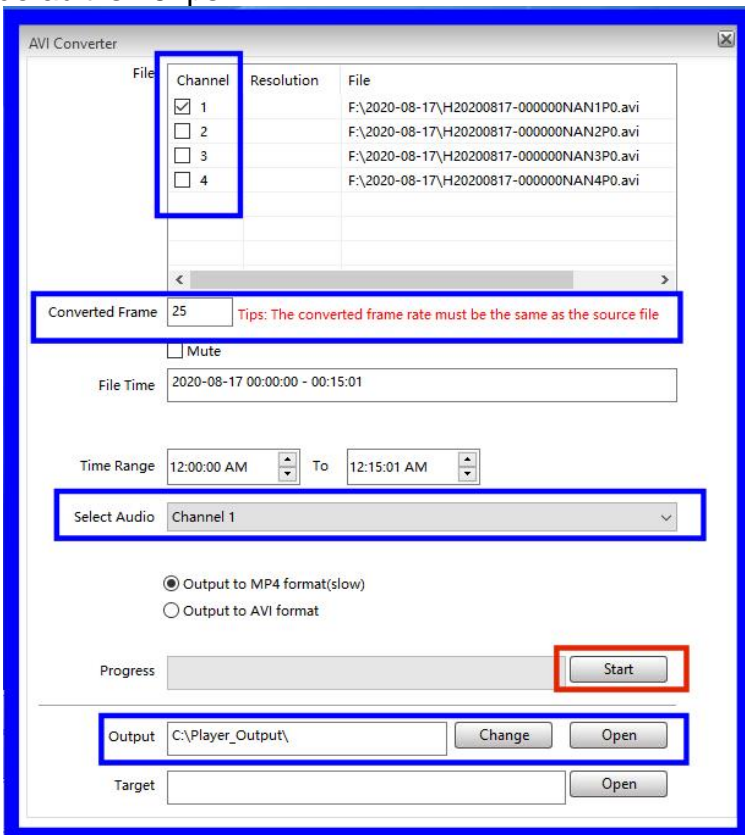 AVI Converter
File
Channel Resolution File
1 F:\2020-08-17\H20200817-000000NAN1P0.avi
2 F:\2020-08-17\H20200817-000000NAN2P0.avi
3 F:\2020-08-17\H20200817-000000NAN3P0.avi
4 F:\2020-08-17\H20200817-000000NAN4P0.avi
Converted Frame 25 Tips: The converted frame rate must be the same as the source file
Mute
File Time 2020-08-17 00:00:00 - 00:15:01
Time Range 12:00:00 AM To 12:15:01 AM
Select Audio Channel 1
Output to MP4 format(slow)
Output to AVI format
Progress Start
Output C:\Player_Output\ Change Open
Target Open